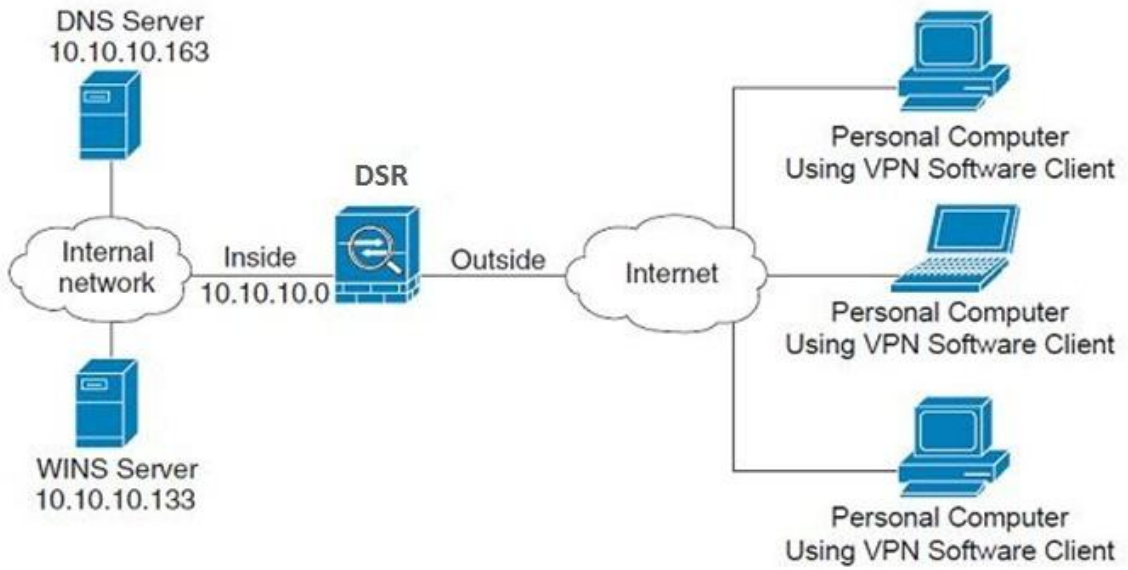 DNS Server
10.10.10.163
DSR
Internal
network
Inside
10.10.10.0
Outside
Internet
WINS Server
10.10.10.133
Personal Computer
Using VPN Software Client
Personal Computer
Using VPN Software Client
Personal Computer
Using VPN Software Client